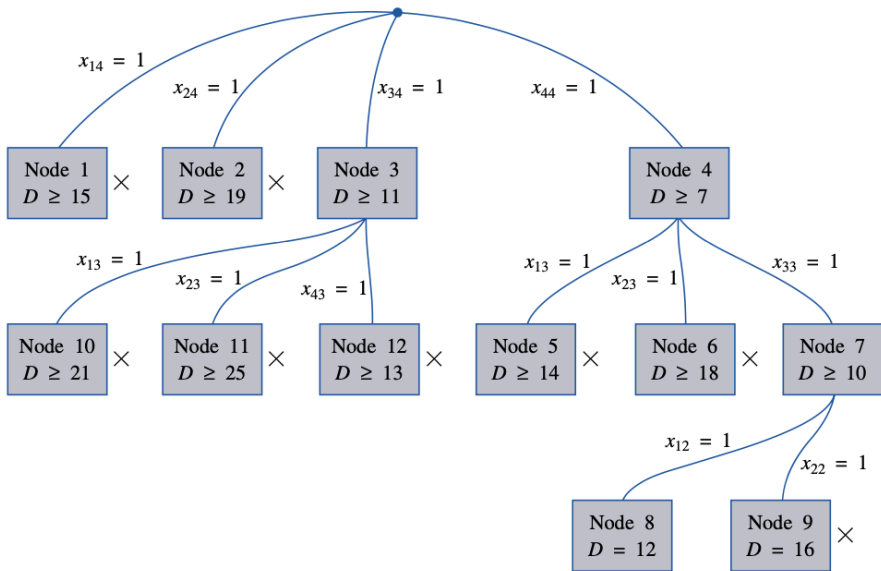 x₁₄ = 1
x₂₄ = 1
x₃₄ = 1
x₄₄ = 1
Node 1
D ≥ 15
×
Node 2
D ≥ 19
×
Node 3
D ≥ 11
Node 4
D ≥ 7
x₁₃ = 1
x₂₃ = 1
x₄₃ = 1
x₁₃ = 1
x₂₃ = 1
x₃₃ = 1
Node 10
D ≥ 21
×
Node 11
D ≥ 25
×
Node 12
D ≥ 13
×
Node 5
D ≥ 14
×
Node 6
D ≥ 18
×
Node 7
D ≥ 10
x₁₂ = 1
x₂₂ = 1
Node 8
D = 12
Node 9
D = 16
×